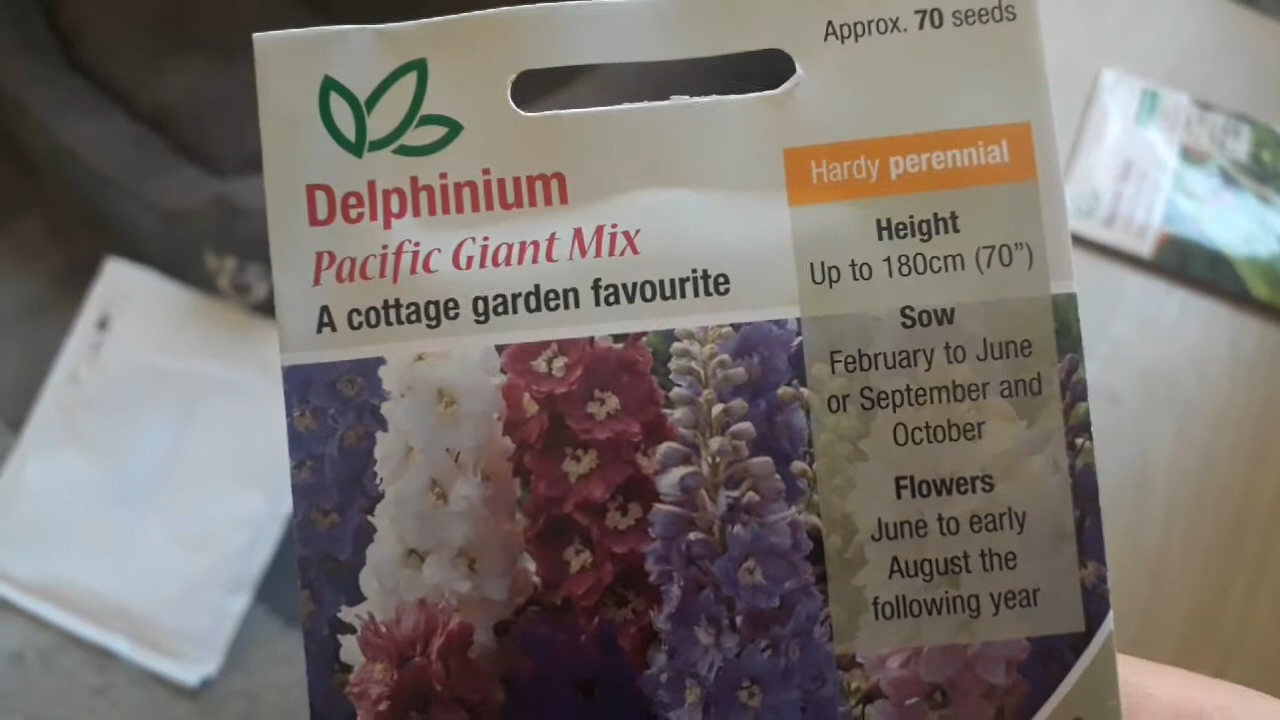 Approx. 70 seeds
Delphinium
Pacific Giant Mix
A cottage garden favourite
Hardy perennial
Height
Up to 180cm (70”)
Sow
February to June
or September and
October
Flowers
June to early
August the
following year